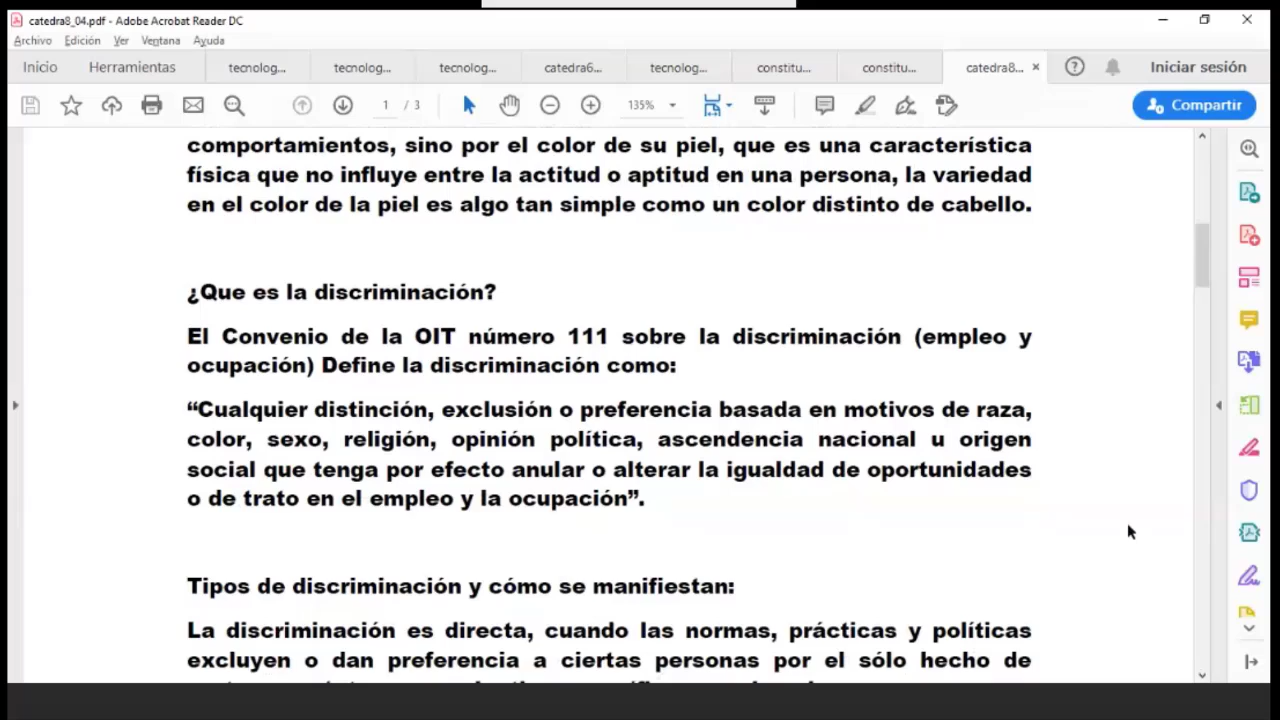 catedra8_04.pdf - Adobe Acrobat Reader DC
Archivo Edición Ver Ventana Ayuda
Inicio Herramientas tecnolog... tecnolog... tecnolog... catedra6... tecnolog... constitu... constitu... catedra8... × Iniciar sesión
1 / 3 135% Compartir
comportamientos, sino por el color de su piel, que es una característica
física que no influye entre la actitud o aptitud en una persona, la variedad
en el color de la piel es algo tan simple como un color distinto de cabello.
¿Que es la discriminación?
El Convenio de la OIT número 111 sobre la discriminación (empleo y
ocupación) Define la discriminación como:
“Cualquier distinción, exclusión o preferencia basada en motivos de raza,
color, sexo, religión, opinión política, ascendencia nacional u origen
social que tenga por efecto anular o alterar la igualdad de oportunidades
o de trato en el empleo y la ocupación”.
Tipos de discriminación y cómo se manifiestan:
La discriminación es directa, cuando las normas, prácticas y políticas
excluyen o dan preferencia a ciertas personas por el sólo hecho de